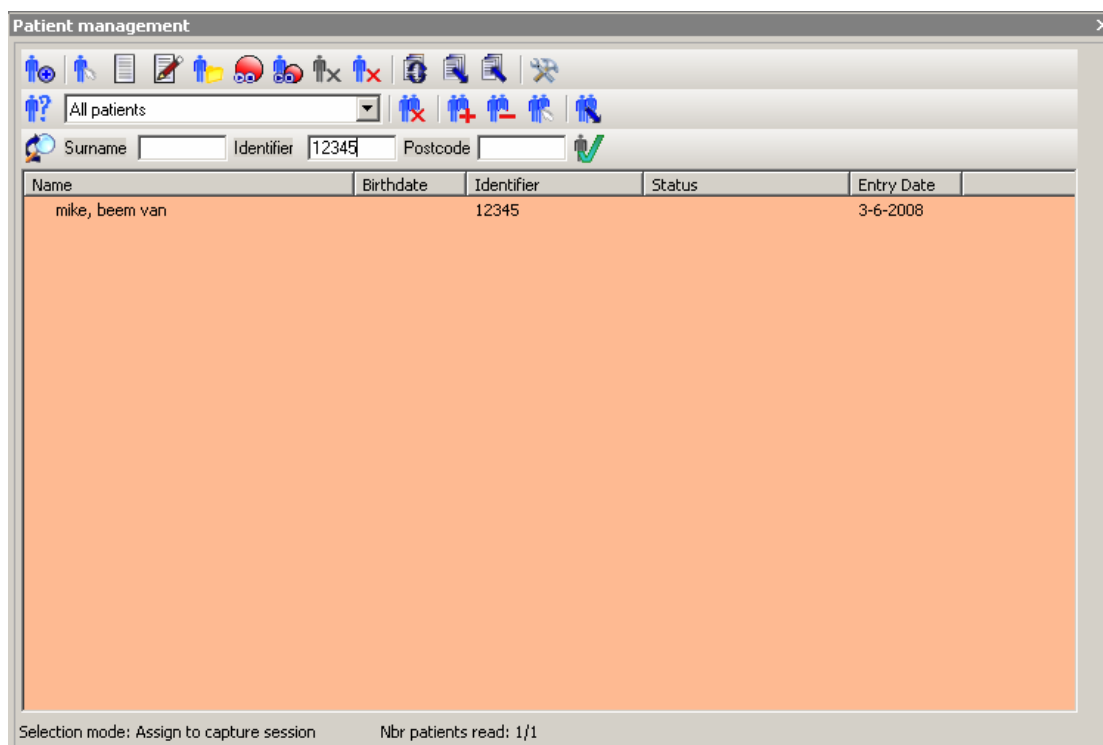 Patient management
All patients
Surname Identifier 12345 Postcode
Name Birthdate Identifier Status Entry Date
mike, beem van 12345 3-6-2008
Selection mode: Assign to capture session Nbr patients read: 1/1